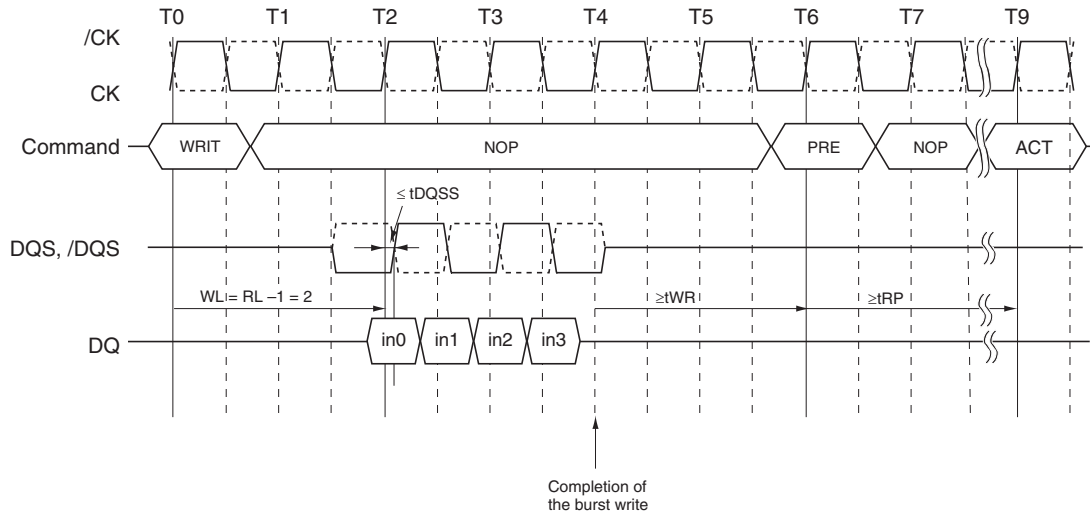 T0 T1 T2 T3 T4 T5 T6 T7 T9
/CK
CK
Command WRIT NOP PRE NOP ACT
≤ tDQSS
DQS, /DQS
WL = RL –1 = 2 ≥tWR ≥tRP
DQ in0 in1 in2 in3
Completion of
the burst write